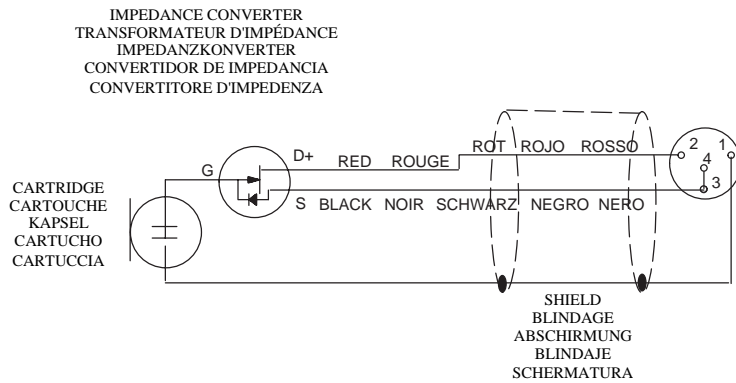 IMPEDANCE CONVERTER
TRANSFORMATEUR D'IMPÉDANCE
IMPEDANZKONVERTER
CONVERTIDOR DE IMPEDANCIA
CONVERTITORE D'IMPEDENZA
ROT ROJO ROSSO
2 1
4
3
D+
RED ROUGE
G
S BLACK NOIR SCHWARZ NEGRO NERO
CARTRIDGE
CARTOUCHE
KAPSEL
CARTUCHO
CARTUCCIA
SHIELD
BLINDAGE
ABSCHIRMUNG
BLINDAJE
SCHERMATURA